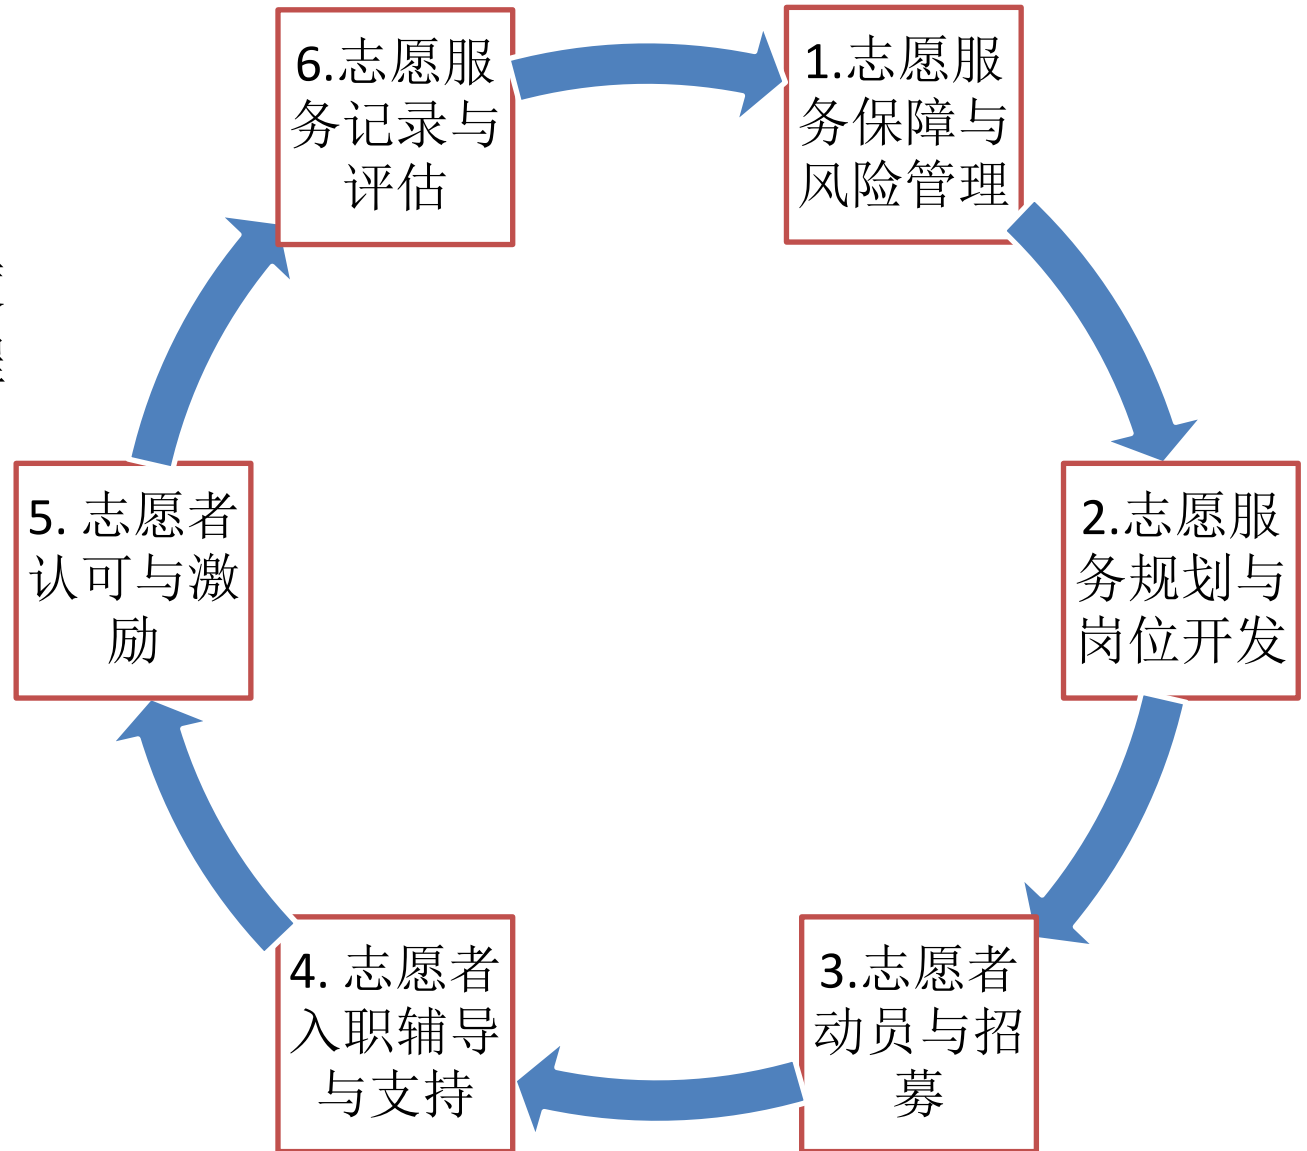 6.志愿服
务记录与
评估
1.志愿服
务保障与
风险管理
2.志愿服
务规划与
岗位开发
3.志愿者
动员与招
募
4. 志愿者
入职辅导
与支持
5. 志愿者
认可与激
励